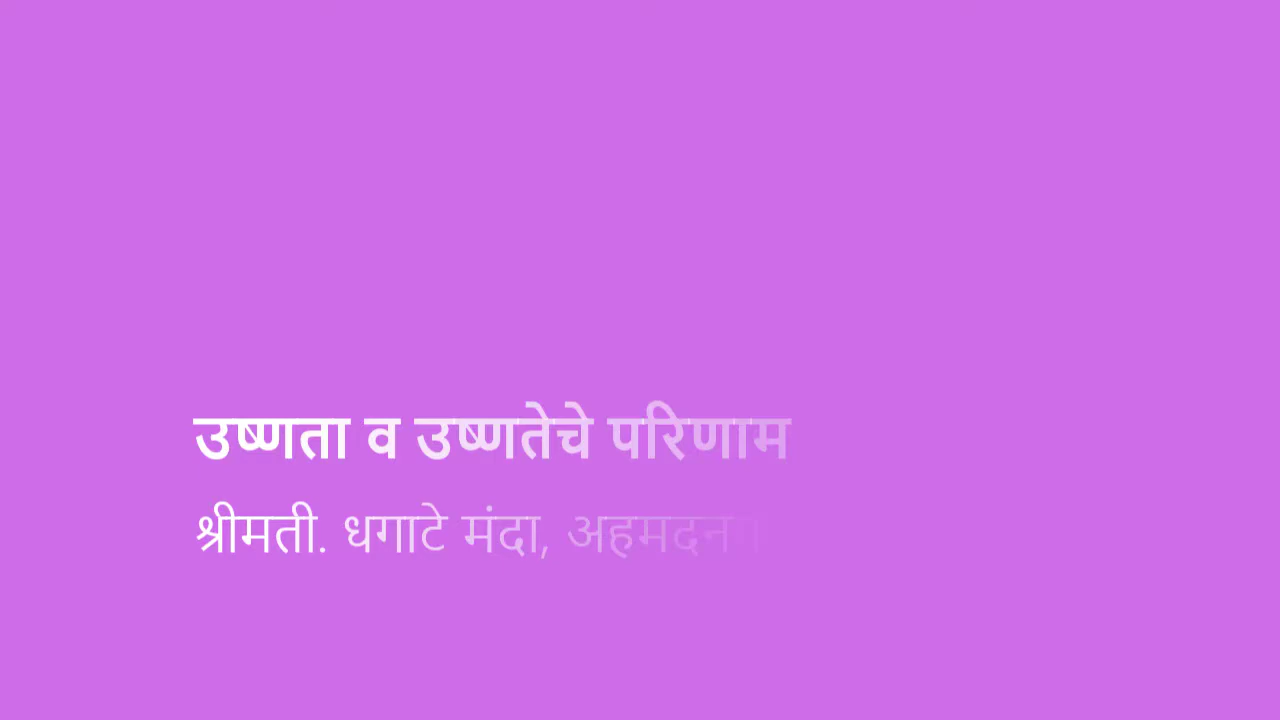 उष्णता व उष्णतेचे परिणाम
श्रीमती. धगाटे मंदा,